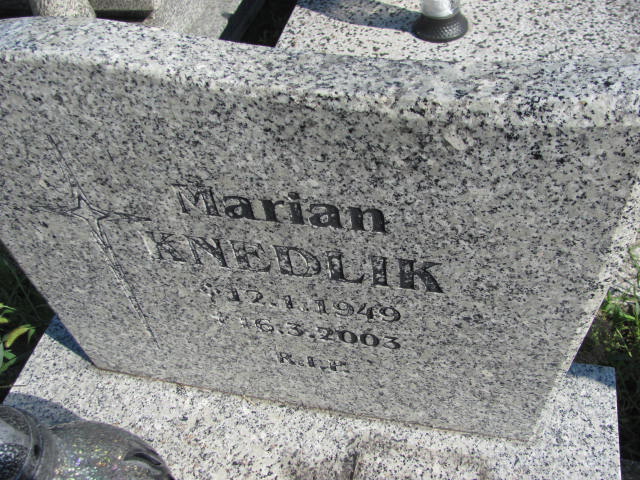 Marian
KNEDLIK
* 12.1.1949
+ 16.3.2003
R.I.P.